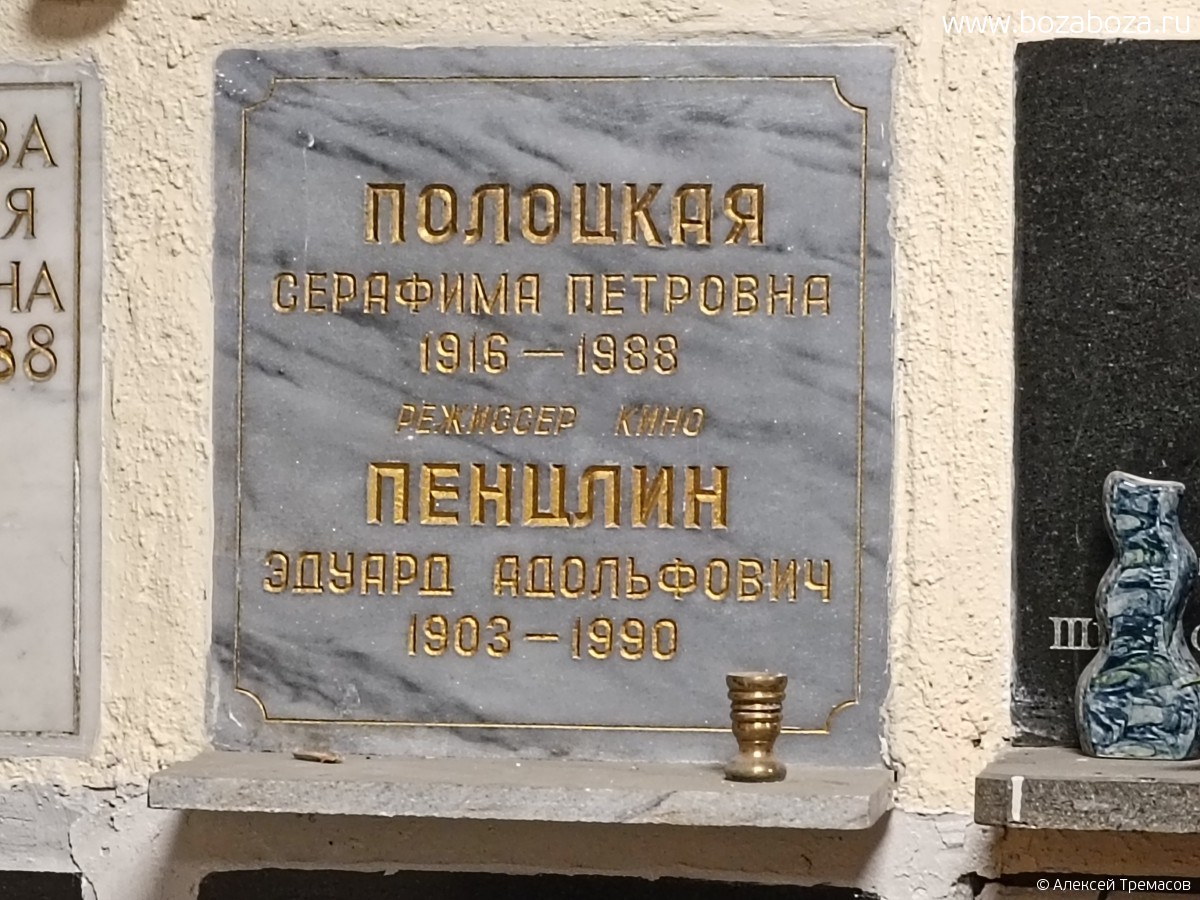 www.bozaboza.ru
ПОЛОЦКАЯ
СЕРАФИМА ПЕТРОВНА
1916 — 1988
РЕЖИССЕР КИНО
ПЕНЦЛИН
ЭДУАРД АДОЛЬФОВИЧ
1903 — 1990
© Алексей Тремасов